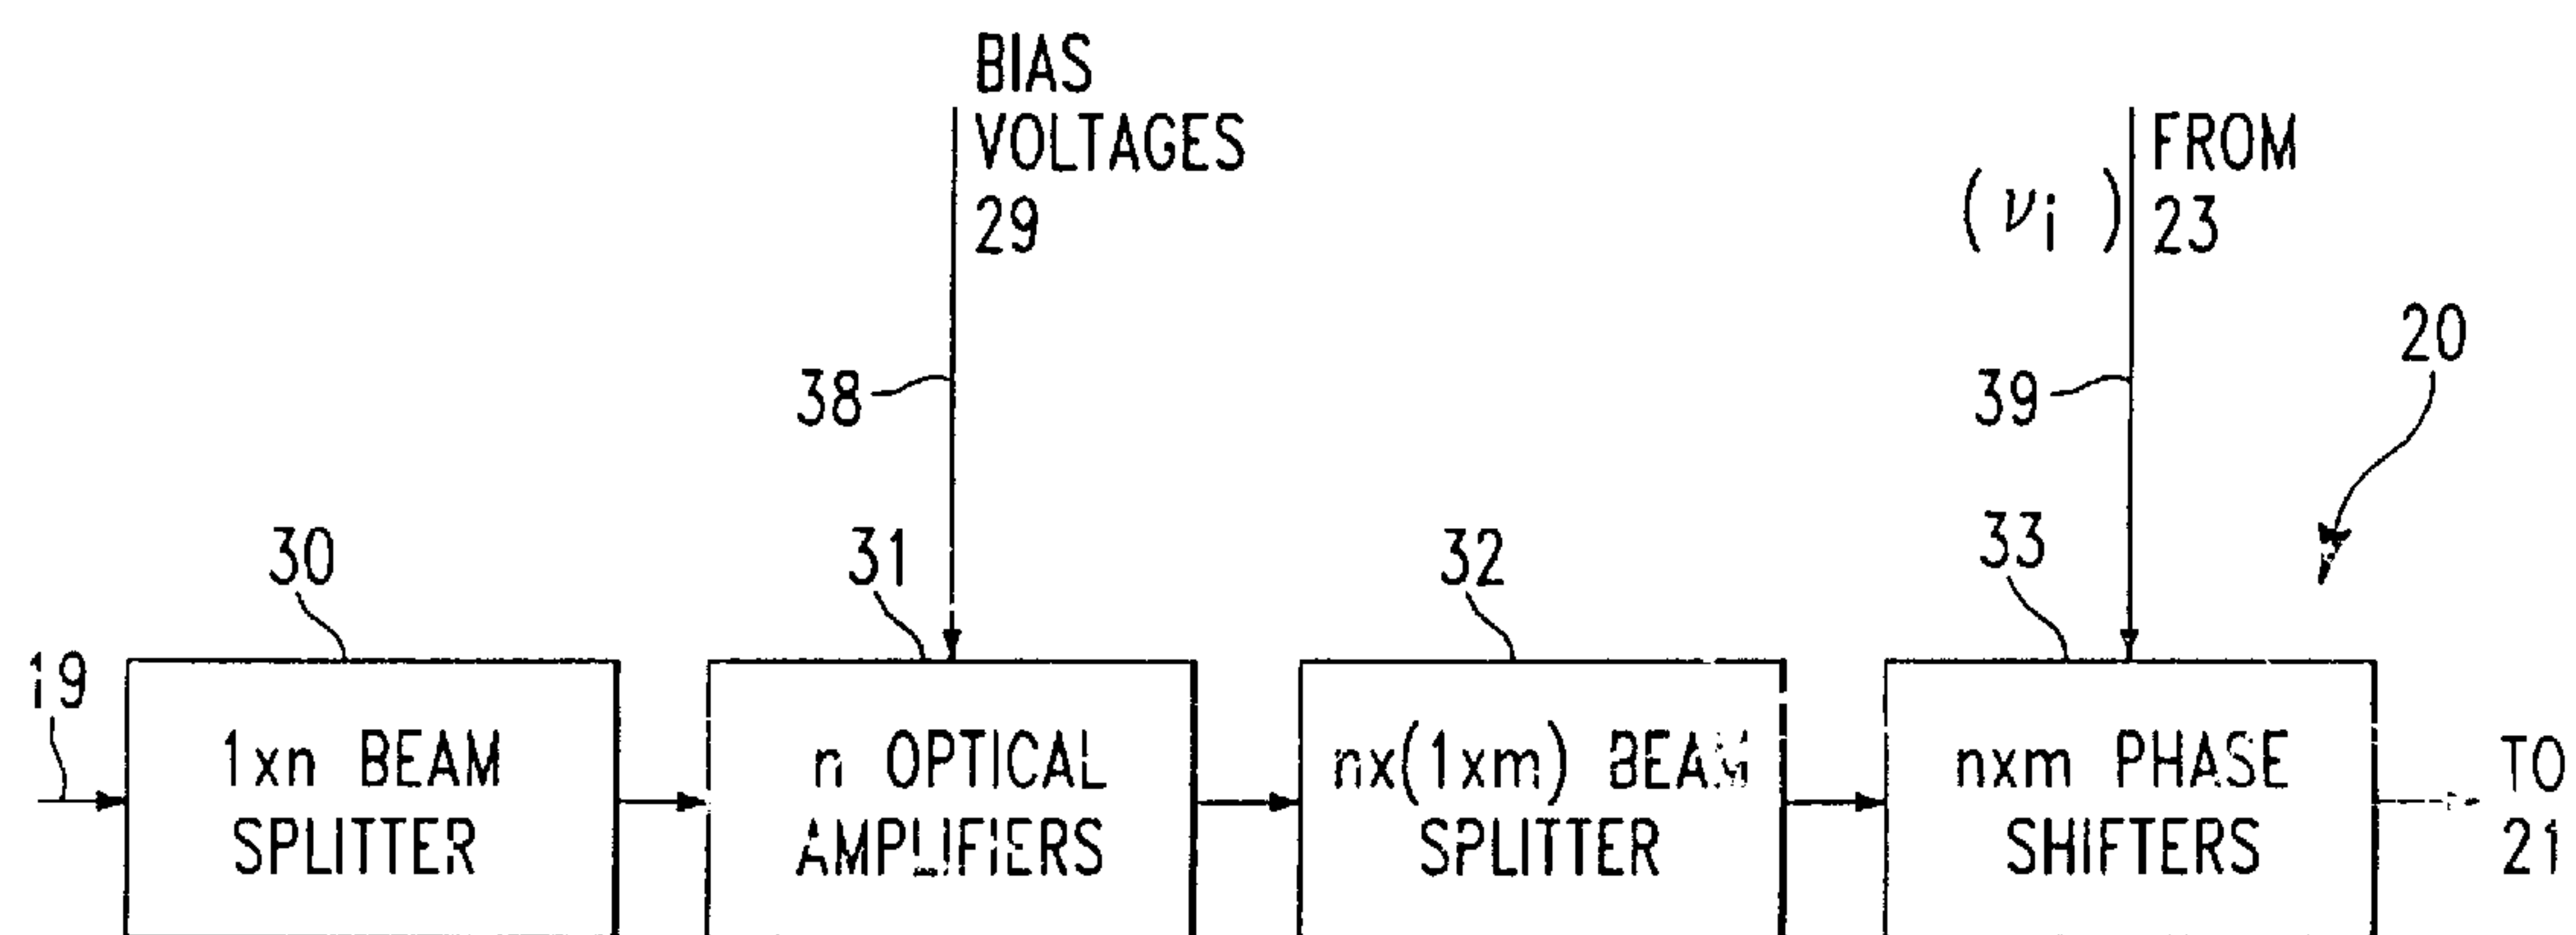 BIAS
VOLTAGES
29
FROM
(νi) 23
38
39
20
30
31
32
33
19
1xn BEAM
SPLITTER
n OPTICAL
AMPLIFIERS
nx(1xm) BEAM
SPLITTER
nxm PHASE
SHIFTERS
TO
21